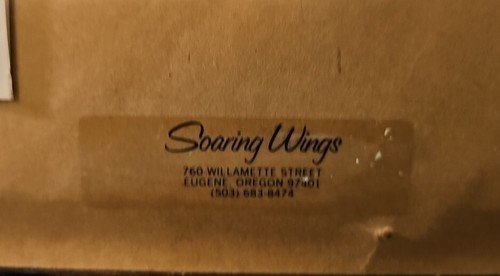 Soaring Wings
760 WILLAMETTE STREET
EUGENE, OREGON 97401
(503) 683-8474